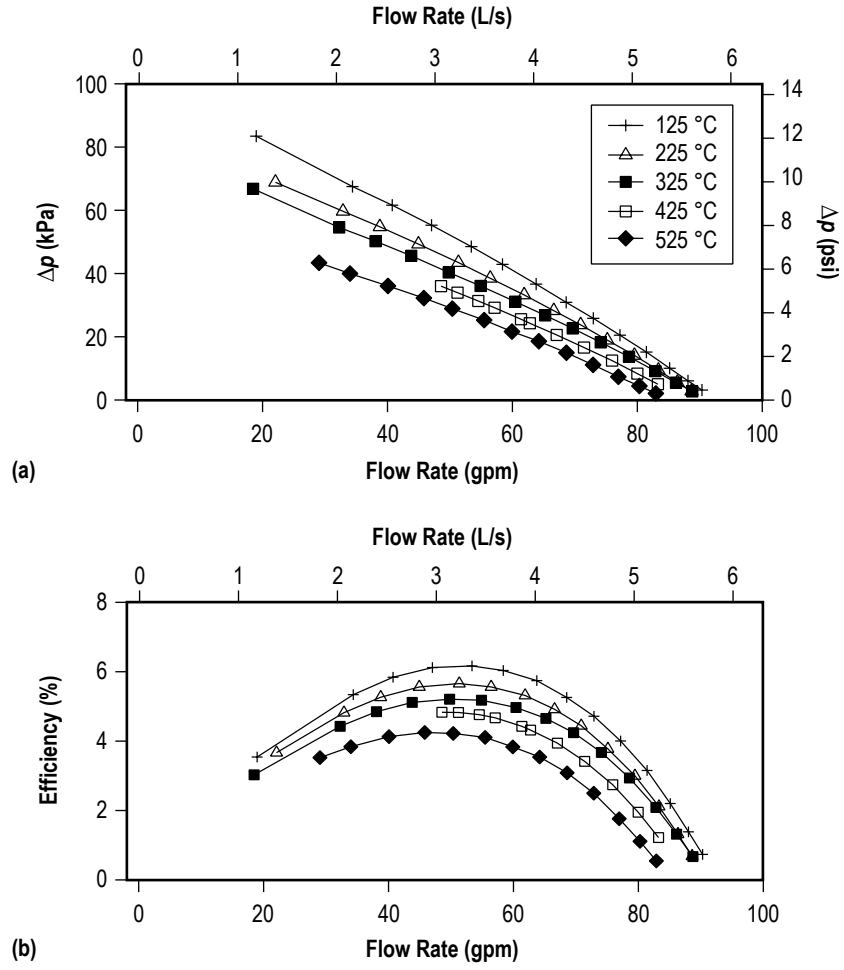 Flow Rate (L/s)
0 1 2 3 4 5 6
100 80 60 40 20 0
Δp (kPa)
14 12 10 8 6 4 2 0
Δp (psi)
125 °C
225 °C
325 °C
425 °C
525 °C
0 20 40 60 80 100
(a)
Flow Rate (gpm)
Flow Rate (L/s)
0 1 2 3 4 5 6
8 6 4 2 0
Efficiency (%)
0 20 40 60 80 100
(b)
Flow Rate (gpm)